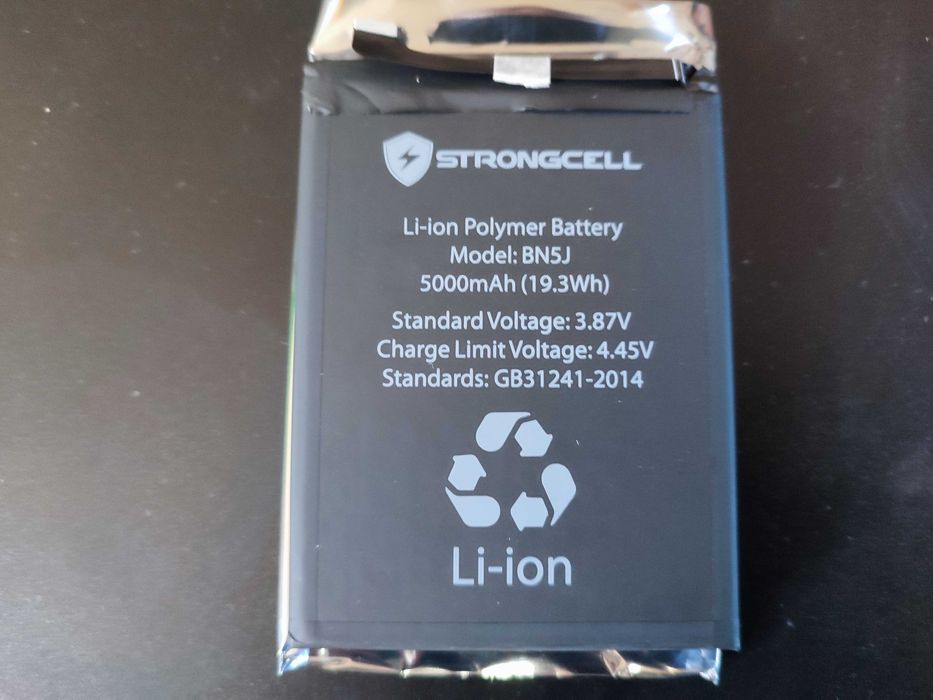 STRONGCELL
Li-ion Polymer Battery
Model: BN5J
5000mAh (19.3Wh)
Standard Voltage: 3.87V
Charge Limit Voltage: 4.45V
Standards: GB31241-2014
Li-ion